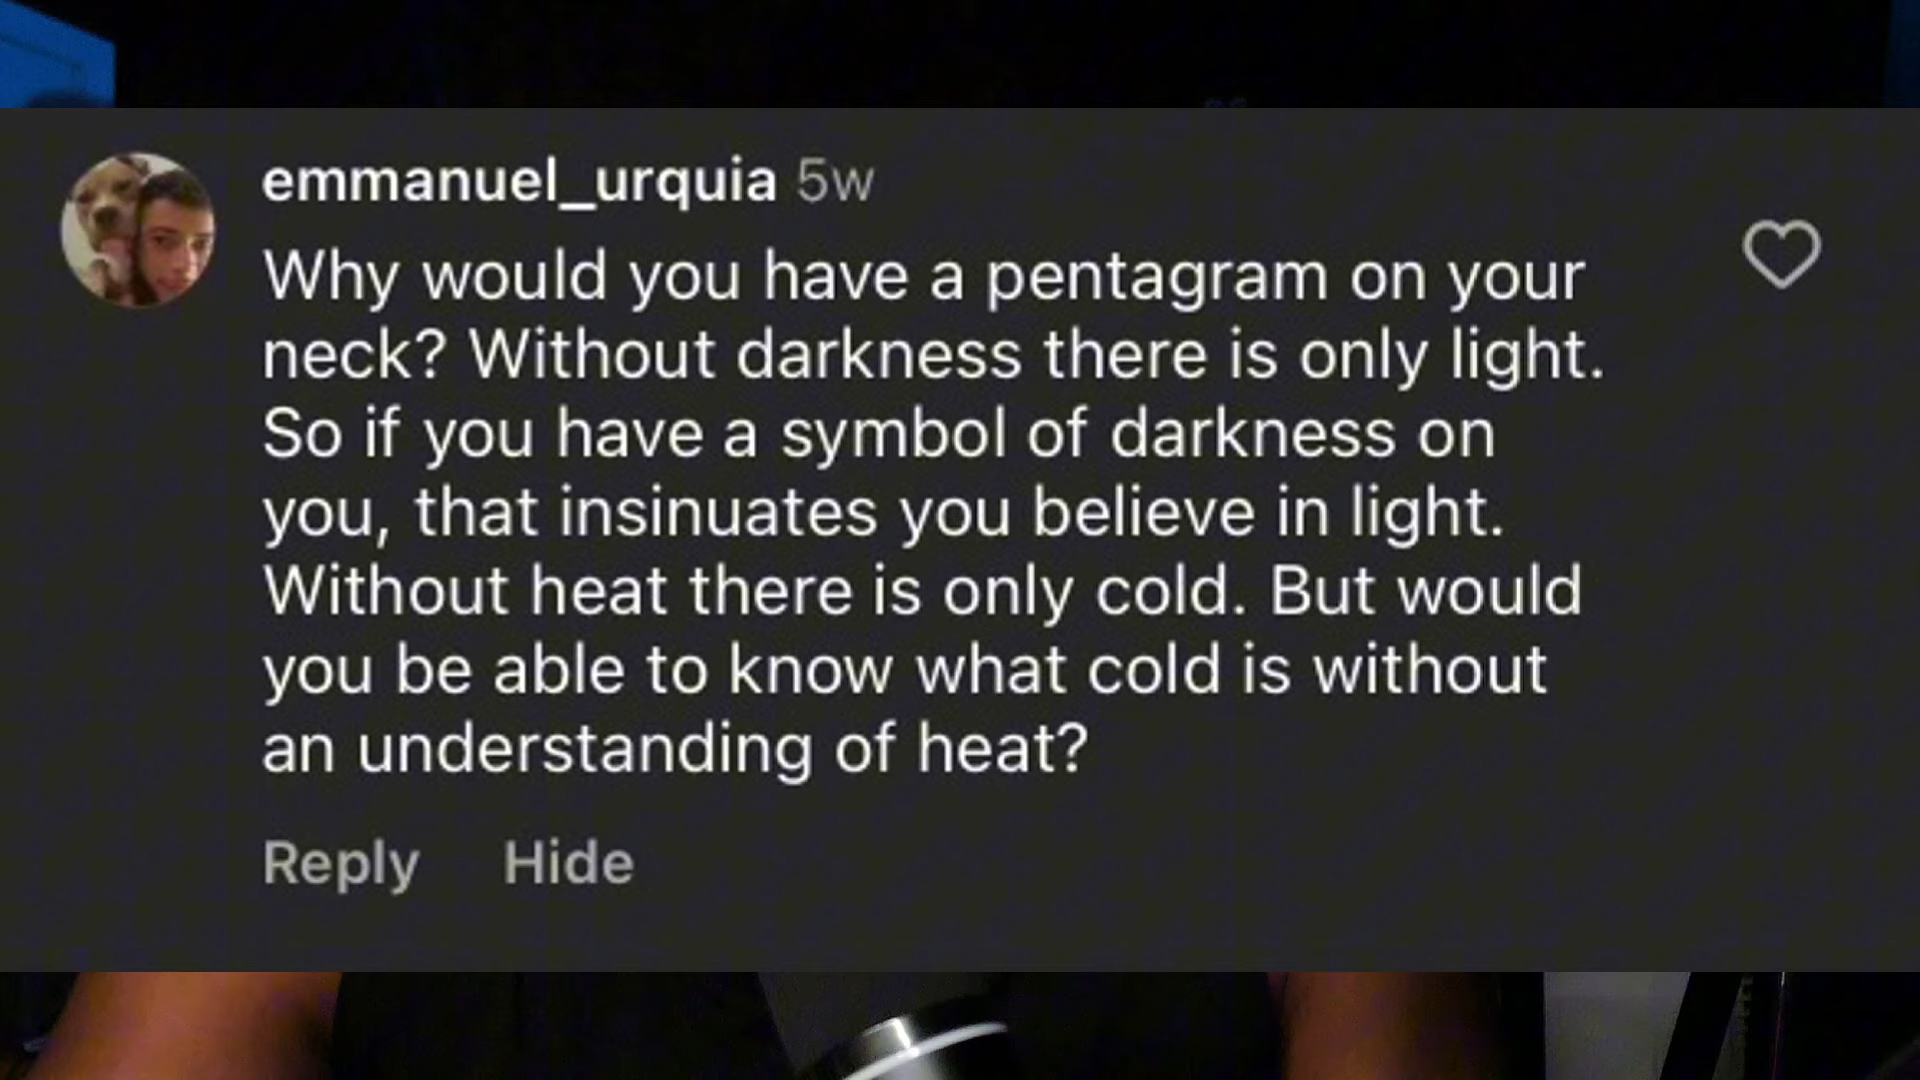 emmanuel_urquia 5w
Why would you have a pentagram on your
neck? Without darkness there is only light.
So if you have a symbol of darkness on
you, that insinuates you believe in light.
Without heat there is only cold. But would
you be able to know what cold is without
an understanding of heat?
Reply Hide